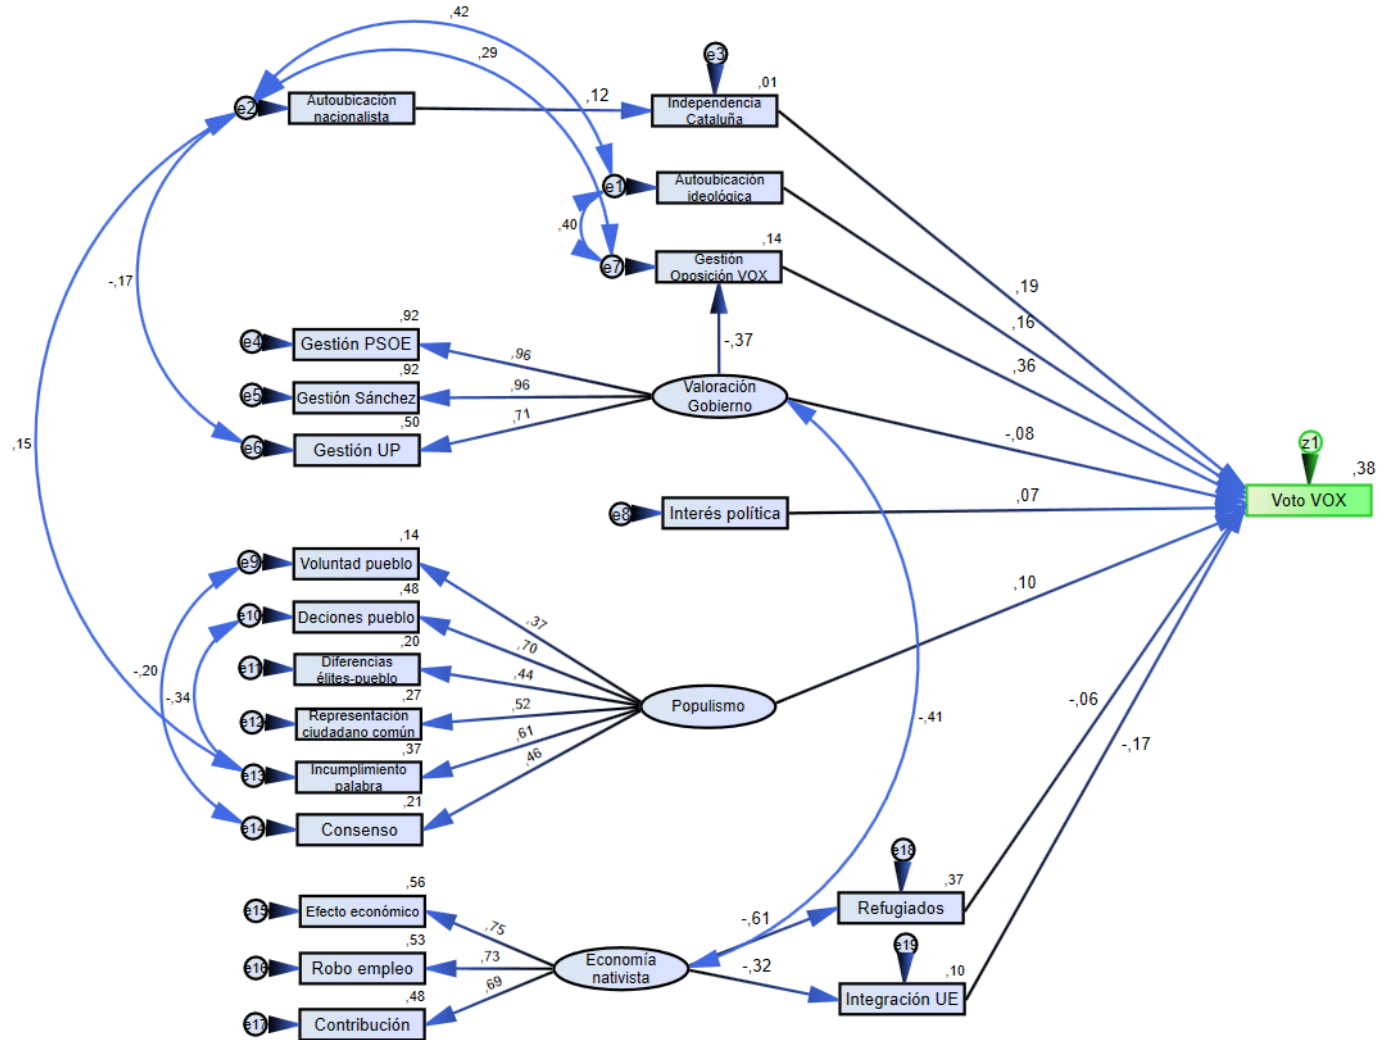 ,42
,29
e3
,01
e2
Autoubicación
nacionalista
,12
Independencia
Cataluña
e1
Autoubicación
ideológica
,40
,14
e7
Gestión
Oposición VOX
-,17
,19
,16
,36
-,37
,92
e4
Gestión PSOE
,96
,92
e5
Gestión Sánchez
,96
,50
e6
Gestión UP
,71
Valoración
Gobierno
-,08
,15
z1
,38
Voto VOX
e8
Interés política
,07
,14
e9
Voluntad pueblo
,37
,48
e10
Deciones pueblo
,70
,20
e11
Diferencias
élites-pueblo
,44
,27
e12
Representación
ciudadano común
,52
,37
e13
Incumplimiento
palabra
,61
,21
e14
Consenso
,46
-,20
-,34
Populismo
,10
-,06
-,17
-,41
,56
e15
Efecto económico
,75
,53
e16
Robo empleo
,73
,48
e17
Contribución
,69
Economía
nativista
-,61
-,32
e18
,37
Refugiados
e19
,10
Integración UE